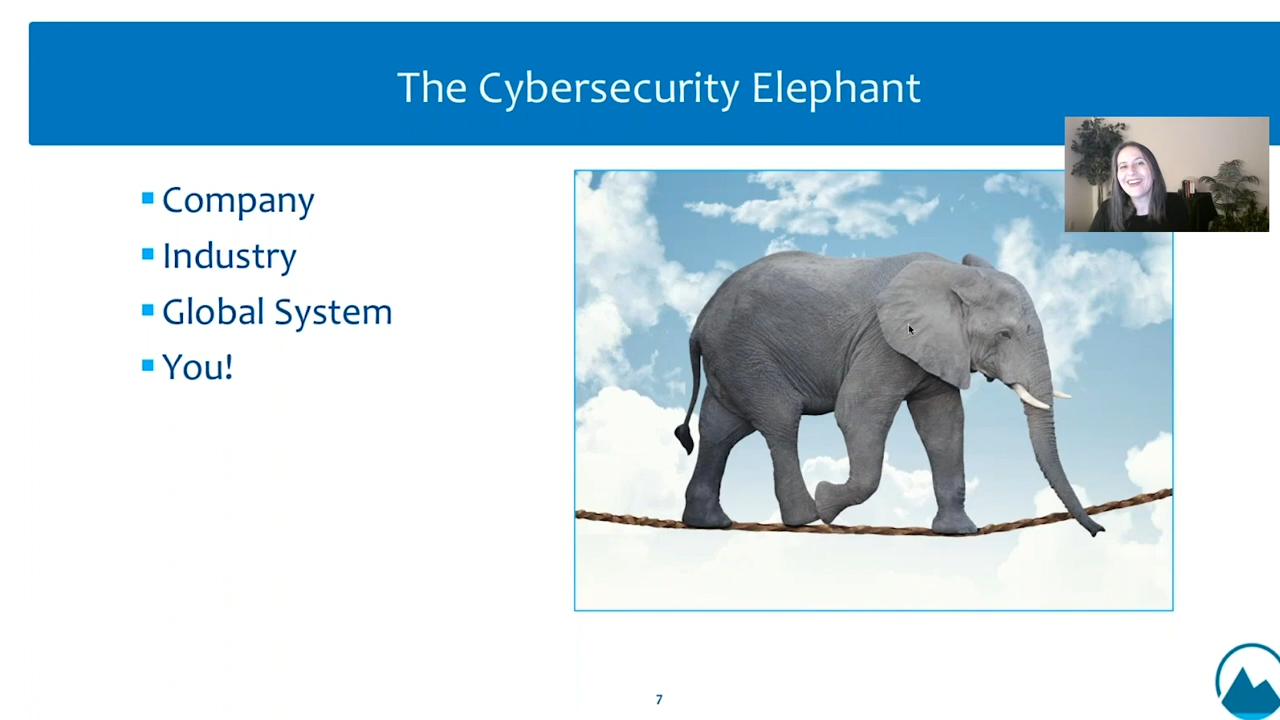 The Cybersecurity Elephant
Company
Industry
Global System
You!
7